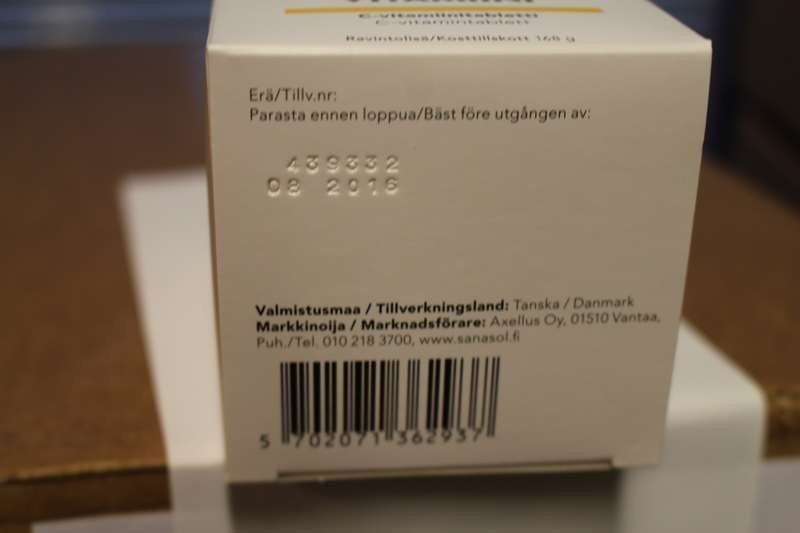 C-vitamiinitabletti
C-vitamintablett
Ravintolisä/Kosttillskott 168 g
Erä/Tillv.nr:
Parasta ennen loppua/Bäst före utgången av:
439332
08 2016
Valmistusmaa / Tillverkningsland: Tanska / Danmark
Markkinoija / Marknadsförare: Axellus Oy, 01510 Vantaa,
Puh./Tel. 010 218 3700, www.sanasol.fi
5 702071 362937